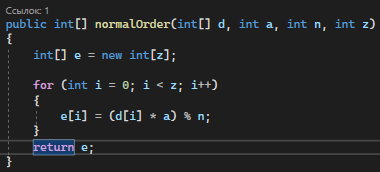 Ссылок: 1
public int[] normalOrder(int[] d, int a, int n, int z)
{
    int[] e = new int[z];
    for (int i = 0; i < z; i++)
    {
        e[i] = (d[i] * a) % n;
    }
    return e;
}